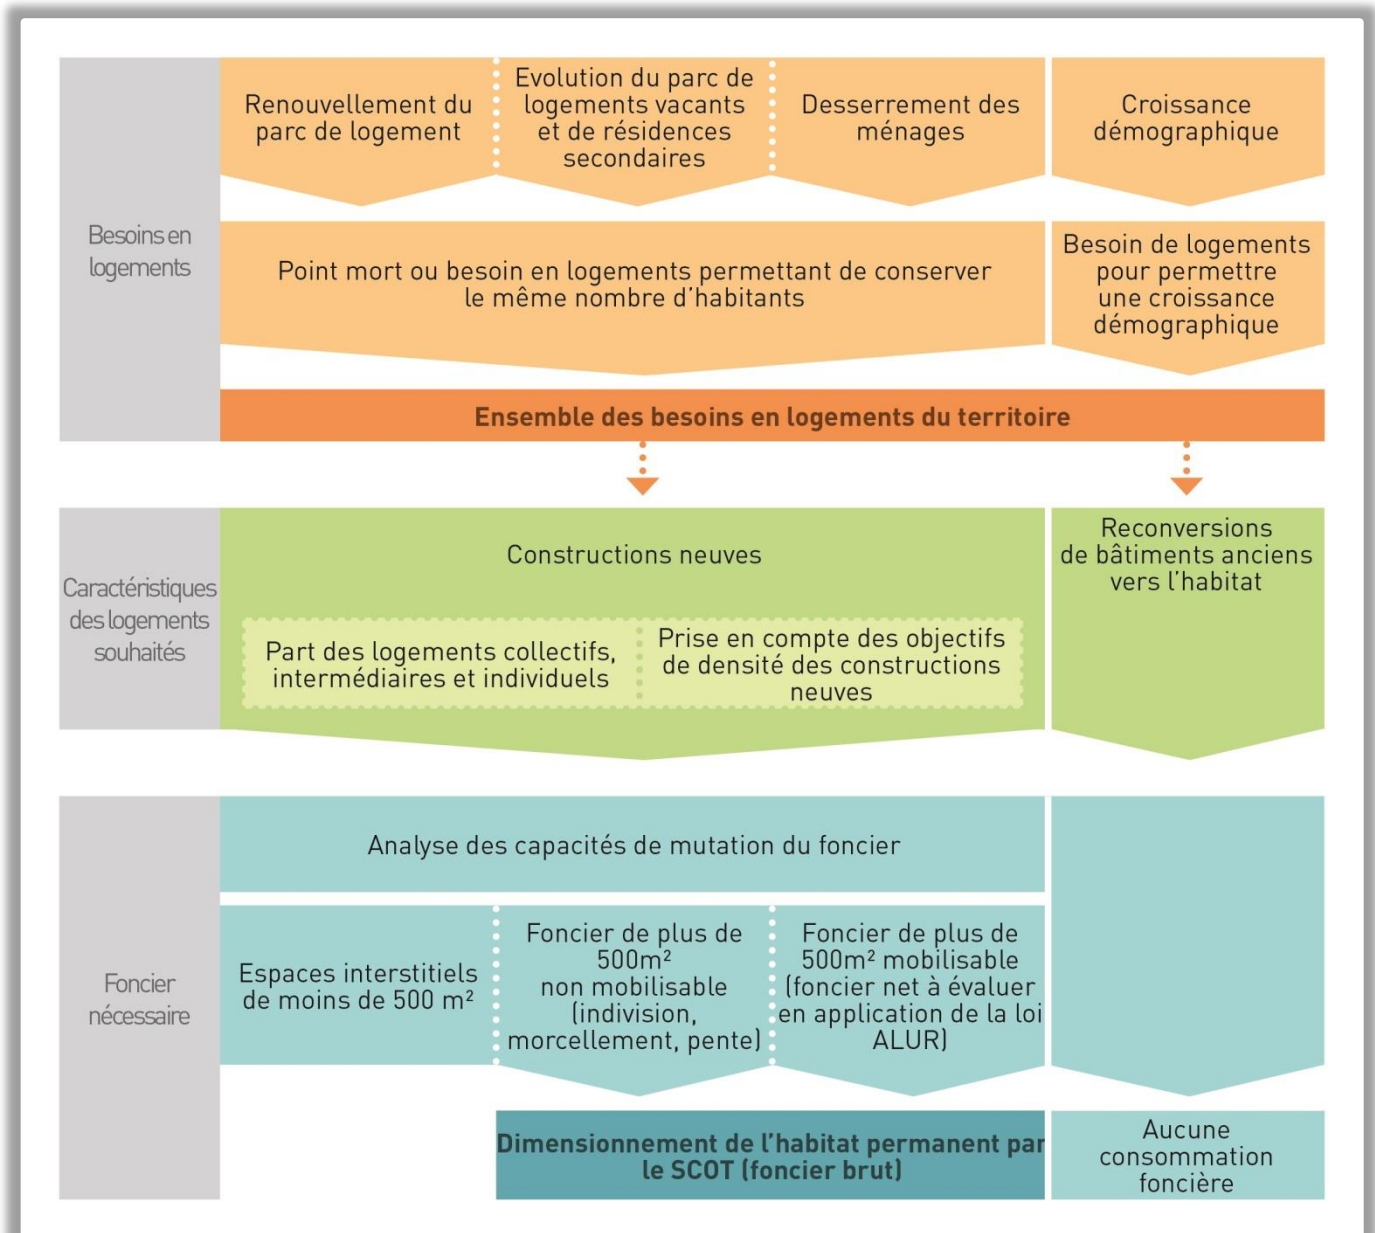 Besoins en
logements
Renouvellement du
parc de logement
Evolution du parc de
logements vacants
et de résidences
secondaires
Desserrement des
ménages
Croissance
démographique
Point mort ou besoin en logements permettant de conserver
le même nombre d'habitants
Besoin de logements
pour permettre
une croissance
démographique
Ensemble des besoins en logements du territoire
Caractéristiques
des logements
souhaités
Constructions neuves
Part des logements collectifs,
intermédiaires et individuels
Prise en compte des objectifs
de densité des constructions
neuves
Reconversions
de bâtiments anciens
vers l'habitat
Foncier
nécessaire
Analyse des capacités de mutation du foncier
Espaces interstitiels
de moins de 500 m²
Foncier de plus de
500m²
non mobilisable
(indivision,
morcellement, pente)
Foncier de plus de
500m² mobilisable
(foncier net à évaluer
en application de la loi
ALUR)
Dimensionnement de l'habitat permanent par
le SCOT (foncier brut)
Aucune
consommation
foncière